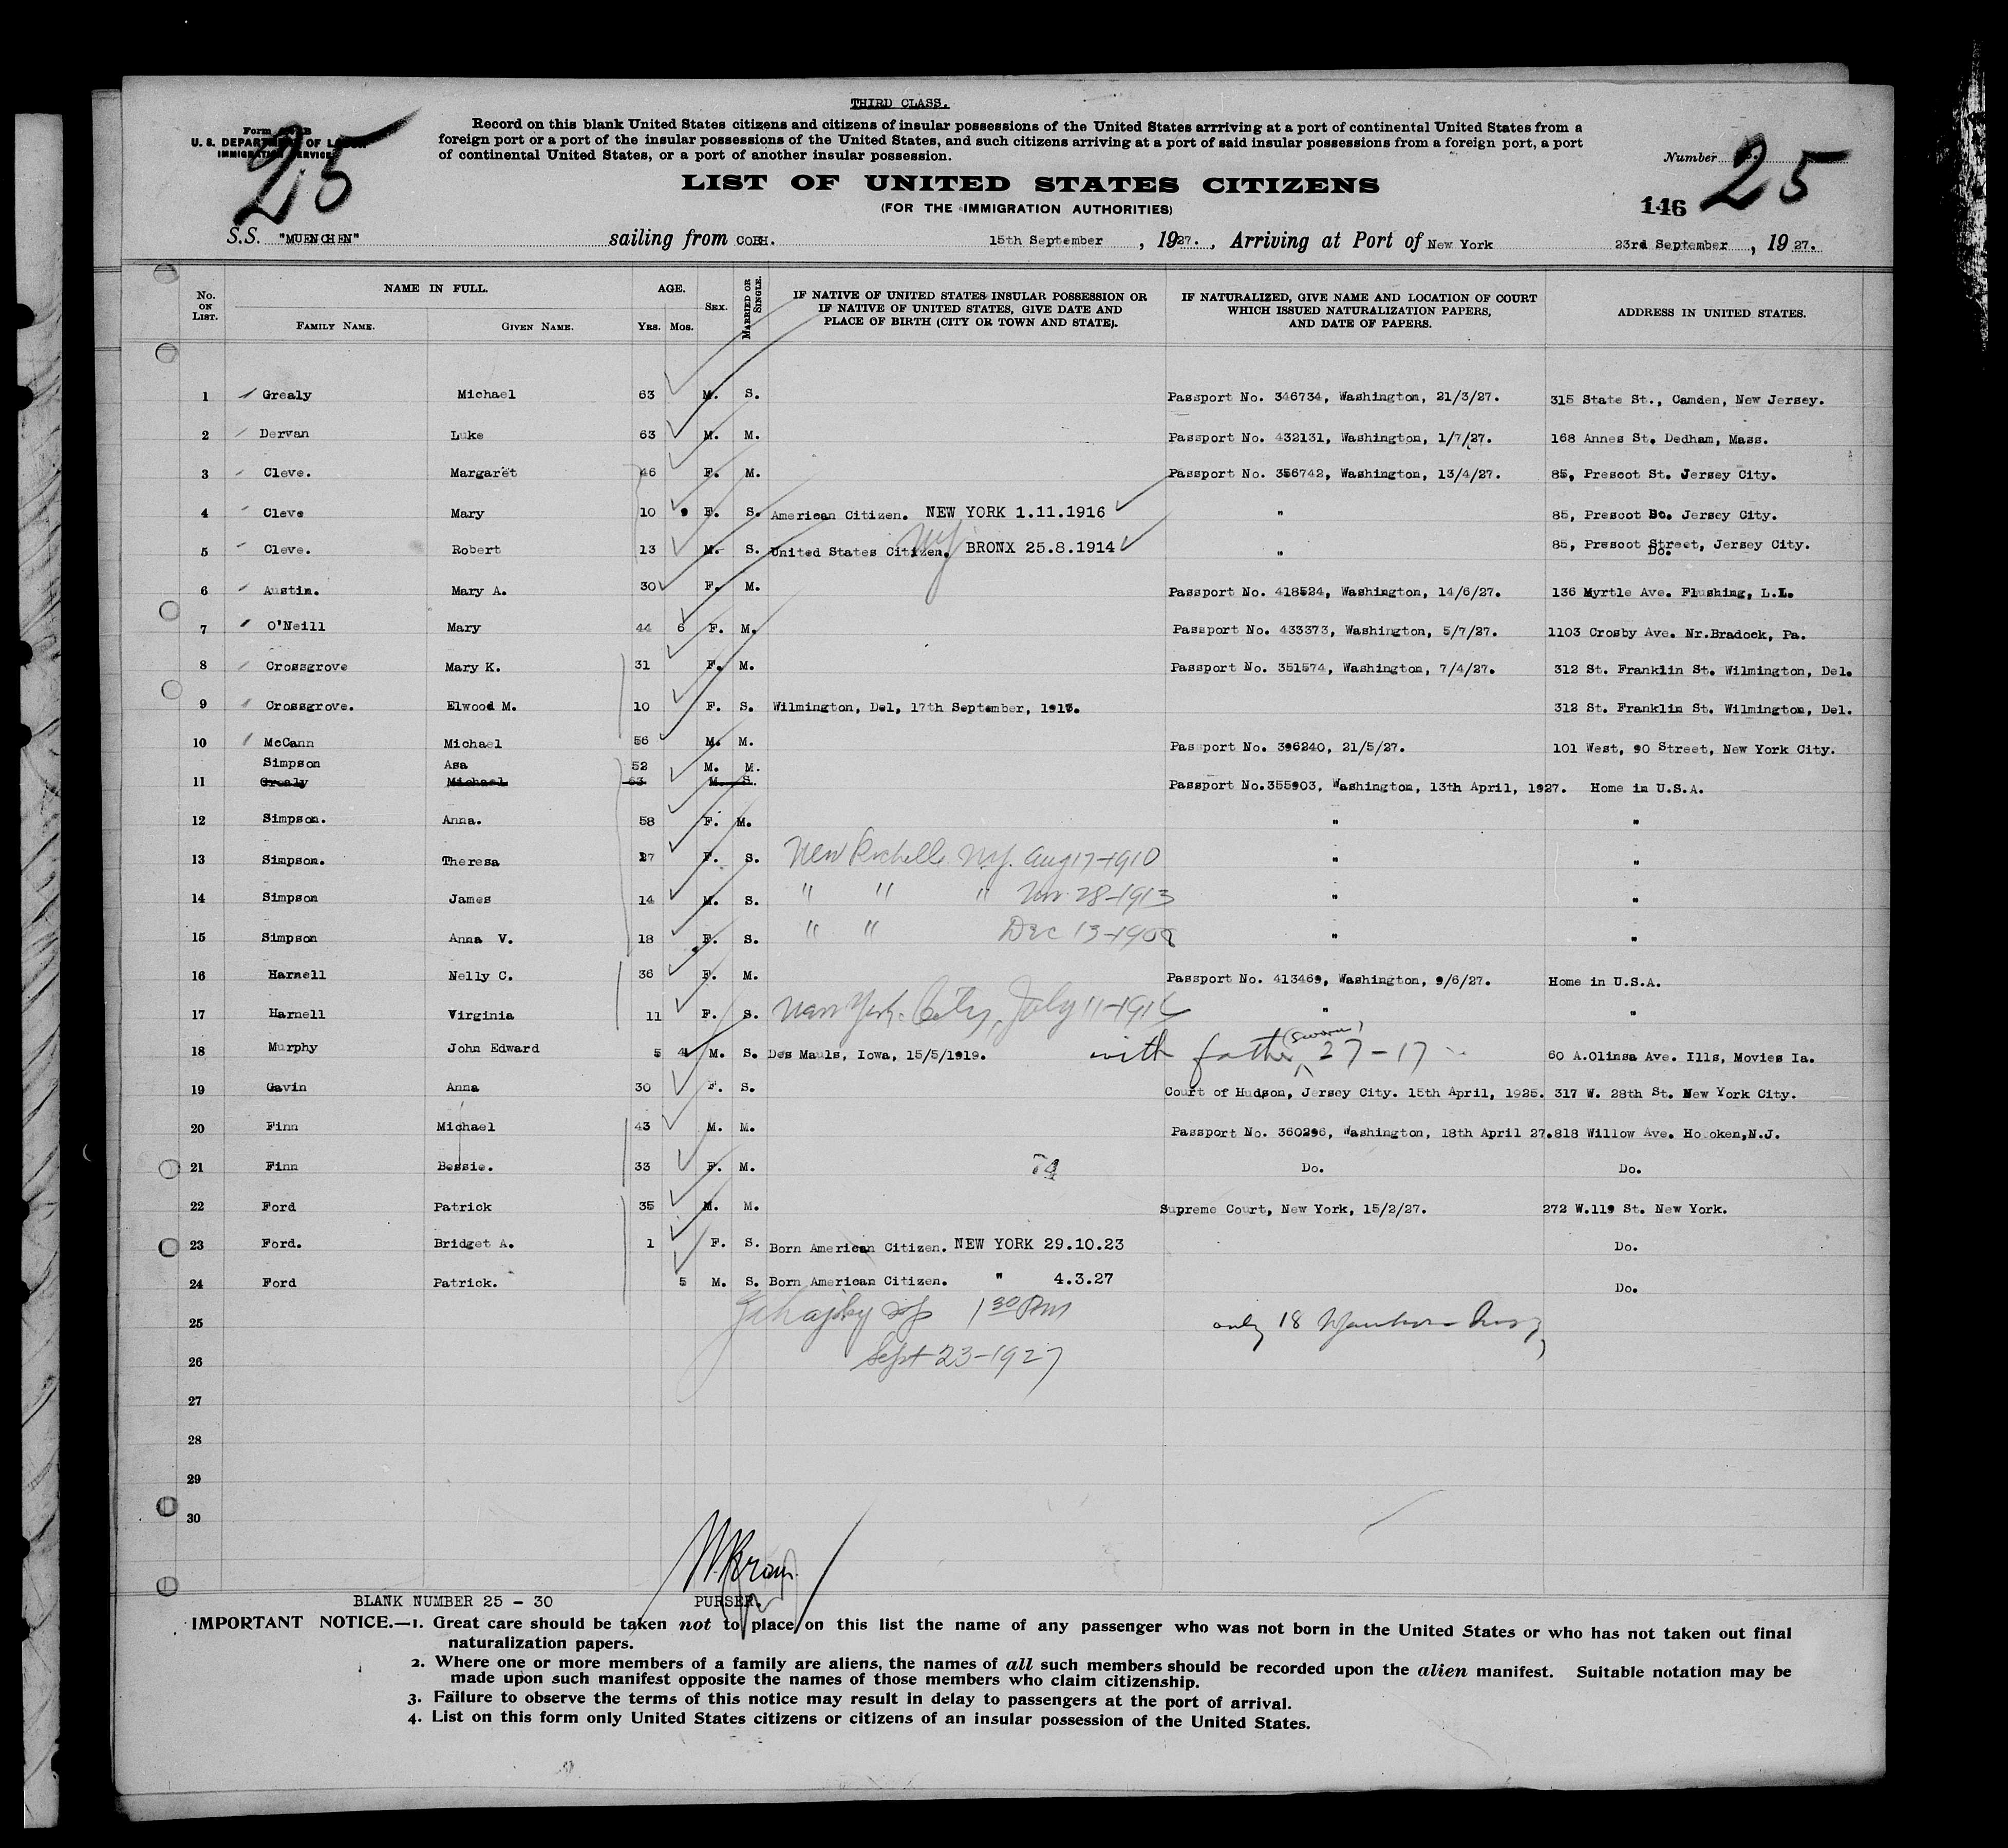 THIRD CLASS.
Record on this blank United States citizens and citizens of insular possessions of the United States arrriving at a port of continental United States from a
foreign port or a port of the insular possessions of the United States, and such citizens arriving at a port of said insular possessions from a foreign port, a port
of continental United States, or a port of another insular possession.
Form
U. S. DEPARTMENT OF LABOR
IMMIGRATION SERVICE
25
Number 25
LIST OF UNITED STATES CITIZENS
(FOR THE IMMIGRATION AUTHORITIES)
146
S.S. "MUENCHEN" sailing from COBH. 15th September, 1927., Arriving at Port of New York 23rd September, 1927.
No. ON LIST. NAME IN FULL. AGE. SEX. MARRIED OR SINGLE. IF NATIVE OF UNITED STATES INSULAR POSSESSION OR IF NATIVE OF UNITED STATES, GIVE DATE AND PLACE OF BIRTH (CITY OR TOWN AND STATE). IF NATURALIZED, GIVE NAME AND LOCATION OF COURT WHICH ISSUED NATURALIZATION PAPERS, AND DATE OF PAPERS. ADDRESS IN UNITED STATES.
FAMILY NAME. GIVEN NAME. YRS. MOS.
1 Grealy Michael 63 M. S. Passport No. 346734, Washington, 21/3/27. 315 State St., Camden, New Jersey.
2 Dervan Luke 63 M. M. Passport No. 432131, Washington, 1/7/27. 168 Annes St. Dedham, Mass.
3 Cleve. Margaret 46 F. M. Passport No. 356742, Washington, 13/4/27. 85, Prescot St. Jersey City.
4 Cleve Mary 10 9 F. S. American Citizen. NEW YORK 1.11.1916 " 85, Prescot Do. Jersey City.
5 Cleve. Robert 13 M. S. United States Citizen. NY BRONX 25.8.1914 " 85, Prescot Street, Jersey City. Do.
6 Austin. Mary A. 30 F. M. Passport No. 418524, Washington, 14/6/27. 136 Myrtle Ave. Flushing, L.I.
7 O'Neill Mary 44 6 F. M. Passport No. 433373, Washington, 5/7/27. 1103 Crosby Ave. Nr.Bradock, Pa.
8 Crossgrove Mary K. 31 F. M. Passport No. 351574, Washington, 7/4/27. 312 St. Franklin St. Wilmington, Del.
9 Crossgrove. Elwood M. 10 F. S. Wilmington, Del, 17th September, 1917. 312 St. Franklin St. Wilmington, Del.
10 McCann Michael 56 M. M. Passport No. 396240, 21/5/27. 101 West, 90 Street, New York City.
Simpson Asa 52 M. M.
11 Grealy Michael 63 M. S. Passport No.355903, Washington, 13th April, 1927. Home in U.S.A.
12 Simpson. Anna. 58 F. M. " "
13 Simpson. Theresa 17 F. S. New Rochelle NY. Aug 17-1910 " "
14 Simpson James 14 M. S. " " " Nov 28-1913 " "
15 Simpson Anna V. 18 F. S. " " Dec 13-1908 " "
16 Harnell Nelly C. 36 F. M. Passport No. 413469, Washington, 9/6/27. Home in U.S.A.
17 Harnell Virginia 11 F. S. New York City, July 11-1916 " "
18 Murphy John Edward 5 4 M. S. Des Mauls, Iowa, 15/5/1919. with father (sworn) 27-17 60 A.Olinsa Ave. Ills, Movies Ia.
19 Gavin Anna 30 F. S. Court of Hudson, Jersey City. 15th April, 1925. 317 W. 28th St. New York City.
20 Finn Michael 43 M. M. Passport No. 360296, Washington, 18th April 27. 818 Willow Ave. Hoboken,N.J.
21 Finn Bessie. 33 F. M. Do. Do.
22 Ford Patrick 35 M. M. Supreme Court, New York, 15/2/27. 272 W.119 St. New York.
23 Ford. Bridget A. 1 F. S. Born American Citizen. NEW YORK 29.10.23 Do.
24 Ford Patrick. 5 M. S. Born American Citizen. " 4.3.27 Do.
25 1 30 PM only 18
26 Sept 23-1927
27
28
29
30
BLANK NUMBER 25 - 30 PURSER.
IMPORTANT NOTICE.—1. Great care should be taken not to place on this list the name of any passenger who was not born in the United States or who has not taken out final
naturalization papers.
2. Where one or more members of a family are aliens, the names of all such members should be recorded upon the alien manifest. Suitable notation may be
made upon such manifest opposite the names of those members who claim citizenship.
3. Failure to observe the terms of this notice may result in delay to passengers at the port of arrival.
4. List on this form only United States citizens or citizens of an insular possession of the United States.